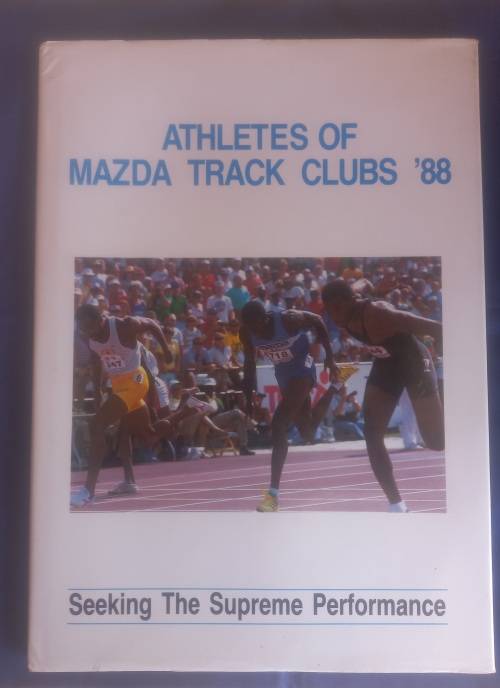 ATHLETES OF
MAZDA TRACK CLUBS '88
Seeking The Supreme Performance